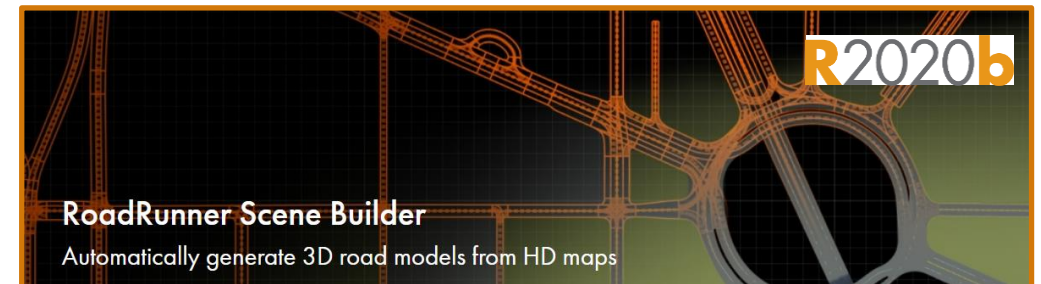 R2020b
RoadRunner Scene Builder
Automatically generate 3D road models from HD maps